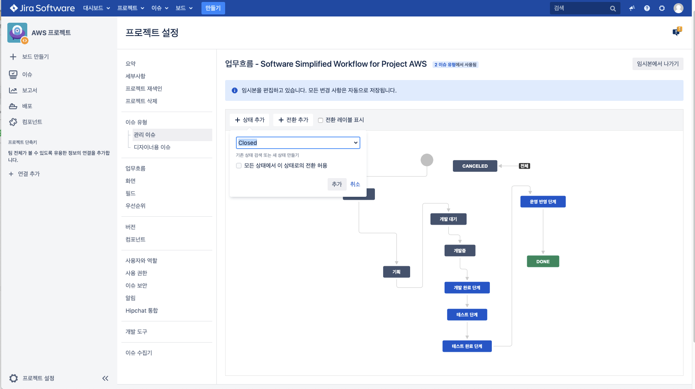 Jira Software
대시보드
프로젝트
이슈
보드
만들기
검색
AWS 프로젝트
보드 만들기
이슈
보고서
배포
컴포넌트
프로젝트 단축키
팀 전체가 볼 수 있도록 유용한 정보의 연결을 추가합
니다.
연결 추가
프로젝트 설정
프로젝트 설정
요약
세부사항
프로젝트 재색인
프로젝트 삭제
이슈 유형
관리 이슈
디자이너용 이슈
업무흐름
화면
필드
우선순위
버전
컴포넌트
사용자와 역할
사용 권한
이슈 보안
알림
Hipchat 통합
개발 도구
이슈 수집기
업무흐름 - Software Simplified Workflow for Project AWS
2 이슈 유형에서 사용됨
임시본에서 나가기
임시본을 편집하고 있습니다. 모든 변경 사항은 자동으로 저장됩니다.
상태 추가
전환 추가
전환 레이블 표시
Closed
기존 상태 검색 또는 새 상태 만들기
모든 상태에서 이 상태로의 전환 허용
추가
취소
CANCELED
전체
운영 반영 단계
개발 대기
개발중
DONE
기획
개발 완료 단계
테스트 단계
테스트 완료 단계